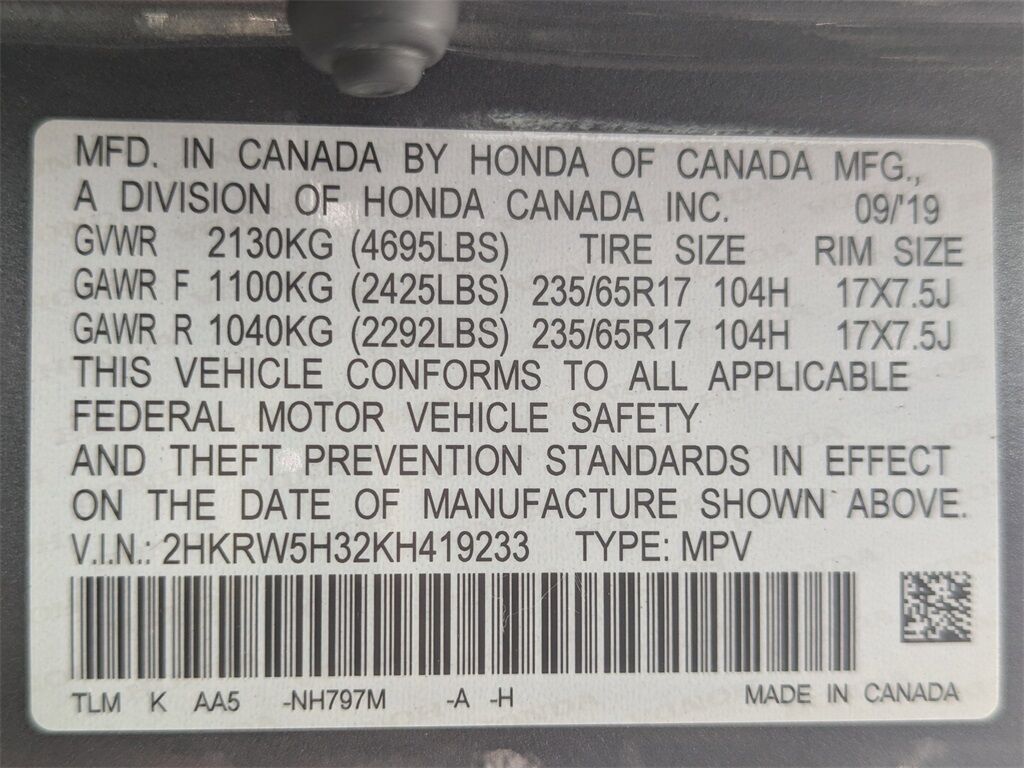 MFD. IN CANADA BY HONDA OF CANADA MFG.,
A DIVISION OF HONDA CANADA INC. 09/'19
GVWR 2130KG (4695LBS) TIRE SIZE RIM SIZE
GAWR F 1100KG (2425LBS) 235/65R17 104H 17X7.5J
GAWR R 1040KG (2292LBS) 235/65R17 104H 17X7.5J
THIS VEHICLE CONFORMS TO ALL APPLICABLE
FEDERAL MOTOR VEHICLE SAFETY
AND THEFT PREVENTION STANDARDS IN EFFECT
ON THE DATE OF MANUFACTURE SHOWN ABOVE.
V.I.N.: 2HKRW5H32KH419233 TYPE: MPV
TLM K AA5 -NH797M -A -H MADE IN CANADA